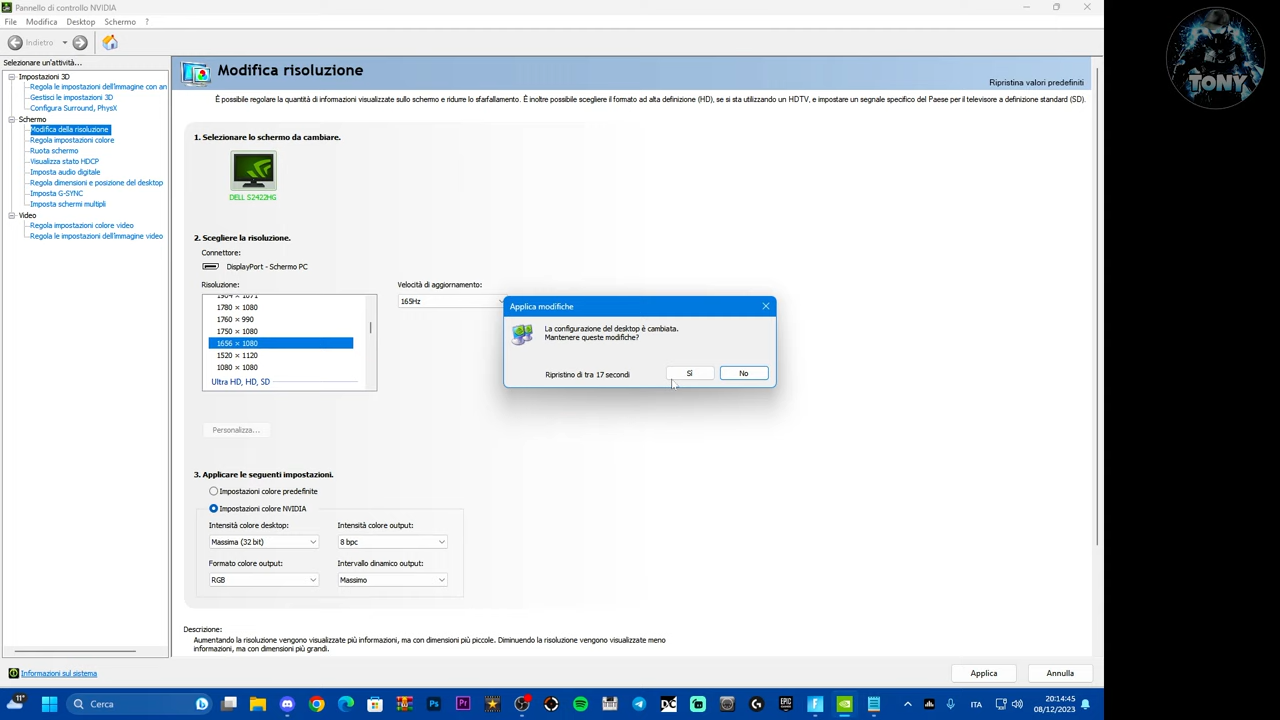 Pannello di controllo NVIDIA
File Modifica Desktop Schermo ?
Indietro
Selezionare un'attività...
Impostazioni 3D
Regola le impostazioni dell'immagine con an
Gestisci le impostazioni 3D
Configura Surround, PhysX
Schermo
Modifica della risoluzione
Regola impostazioni colore
Ruota schermo
Visualizza stato HDCP
Imposta audio digitale
Regola dimensioni e posizione del desktop
Imposta G-SYNC
Imposta schermi multipli
Video
Regola impostazioni colore video
Regola le impostazioni dell'immagine video
Informazioni sul sistema
Modifica risoluzione
Ripristina valori predefiniti
È possibile regolare la quantità di informazioni visualizzate sullo schermo e ridurre lo sfarfallamento. È inoltre possibile scegliere il formato ad alta definizione (HD), se si sta utilizzando un HDTV, e impostare un segnale specifico del Paese per il televisore a definizione standard (SD).
1. Selezionare lo schermo da cambiare.
DELL S2422HG
2. Scegliere la risoluzione.
Connettore:
DisplayPort - Schermo PC
Risoluzione:
Velocità di aggiornamento:
165Hz
1780 × 1080
1760 × 990
1750 × 1080
1656 × 1080
1520 × 1120
1080 × 1080
Ultra HD, HD, SD
Personalizza...
3. Applicare le seguenti impostazioni.
Impostazioni colore predefinite
Impostazioni colore NVIDIA
Intensità colore desktop:
Intensità colore output:
Massima (32 bit)
8 bpc
Formato colore output:
Intervallo dinamico output:
RGB
Massimo
Descrizione:
Aumentando la risoluzione vengono visualizzate più informazioni, ma con dimensioni più piccole. Diminuendo la risoluzione vengono visualizzate meno
informazioni, ma con dimensioni più grandi.
Applica
Annulla
Applica modifiche
La configurazione del desktop è cambiata.
Mantenere queste modifiche?
Ripristino di tra 17 secondi
Sì
No
TONY
11°
Cerca
ITA
20:14:45
08/12/2023